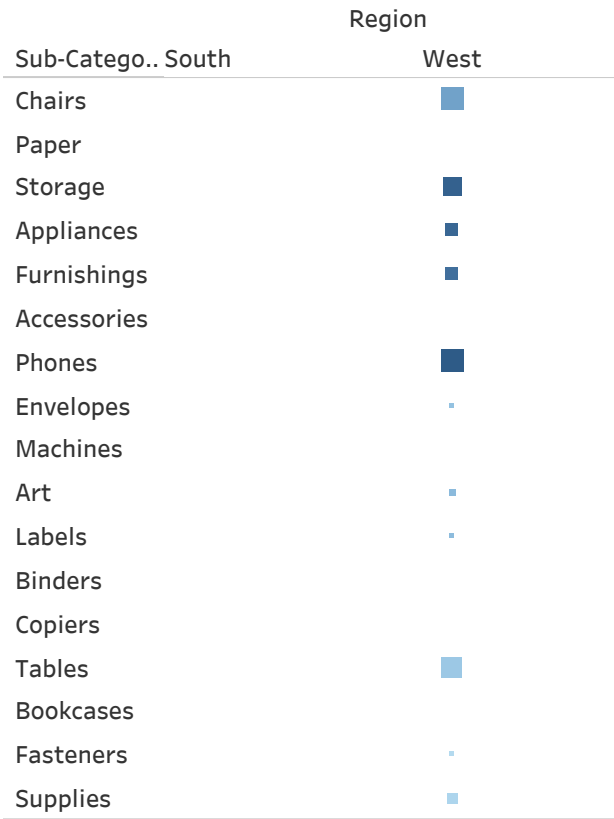 Region
Sub-Catego.. South West
Chairs
Paper
Storage
Appliances
Furnishings
Accessories
Phones
Envelopes
Machines
Art
Labels
Binders
Copiers
Tables
Bookcases
Fasteners
Supplies